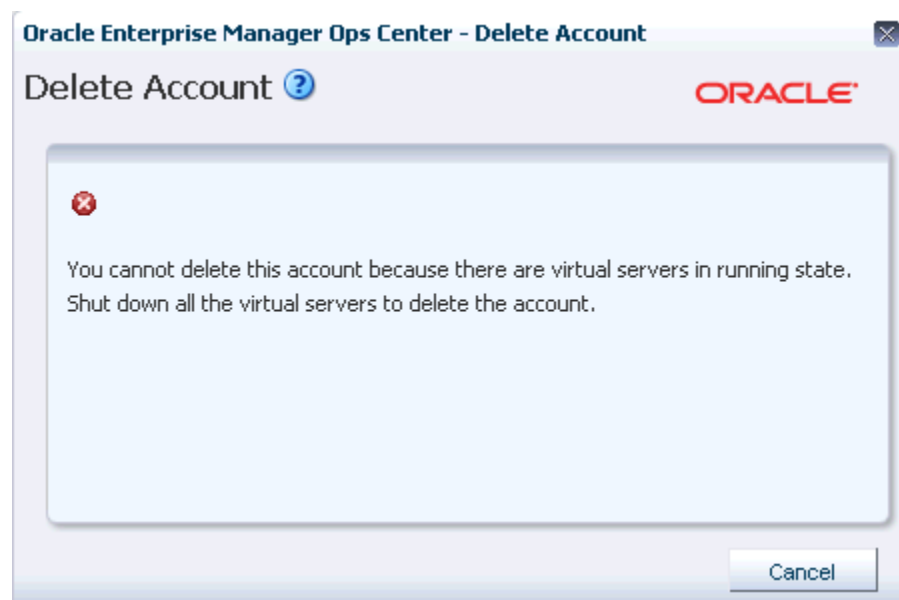 Oracle Enterprise Manager Ops Center - Delete Account
Delete Account ?
ORACLE
You cannot delete this account because there are virtual servers in running state.
Shut down all the virtual servers to delete the account.
Cancel